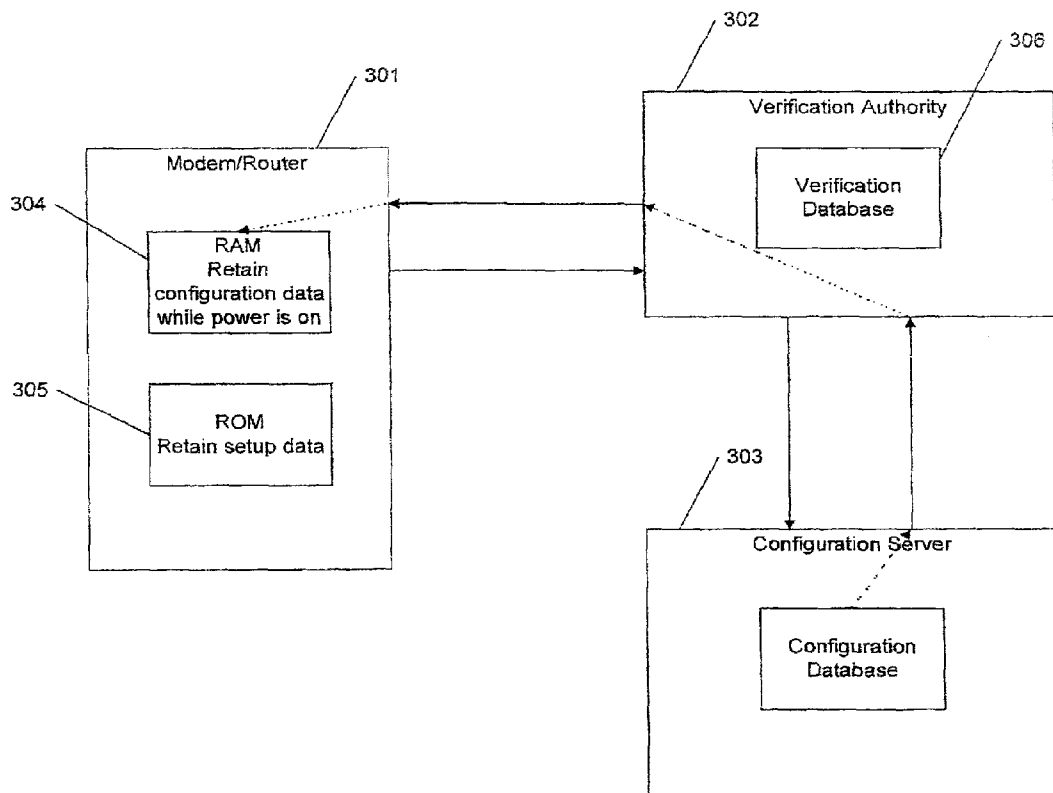 302
306
301
Verification Authority
Modem/Router
Verification
Database
304
RAM
Retain
configuration data
while power is on
305
ROM
Retain setup data
303
Configuration Server
Configuration
Database